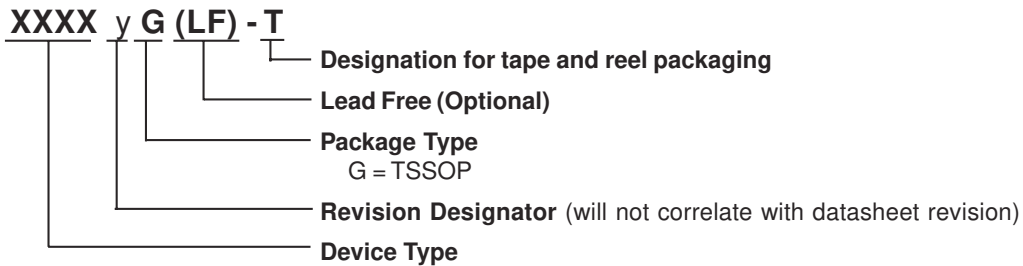 XXXX y G (LF) - T
Designation for tape and reel packaging
Lead Free (Optional)
Package Type
G = TSSOP
Revision Designator (will not correlate with datasheet revision)
Device Type